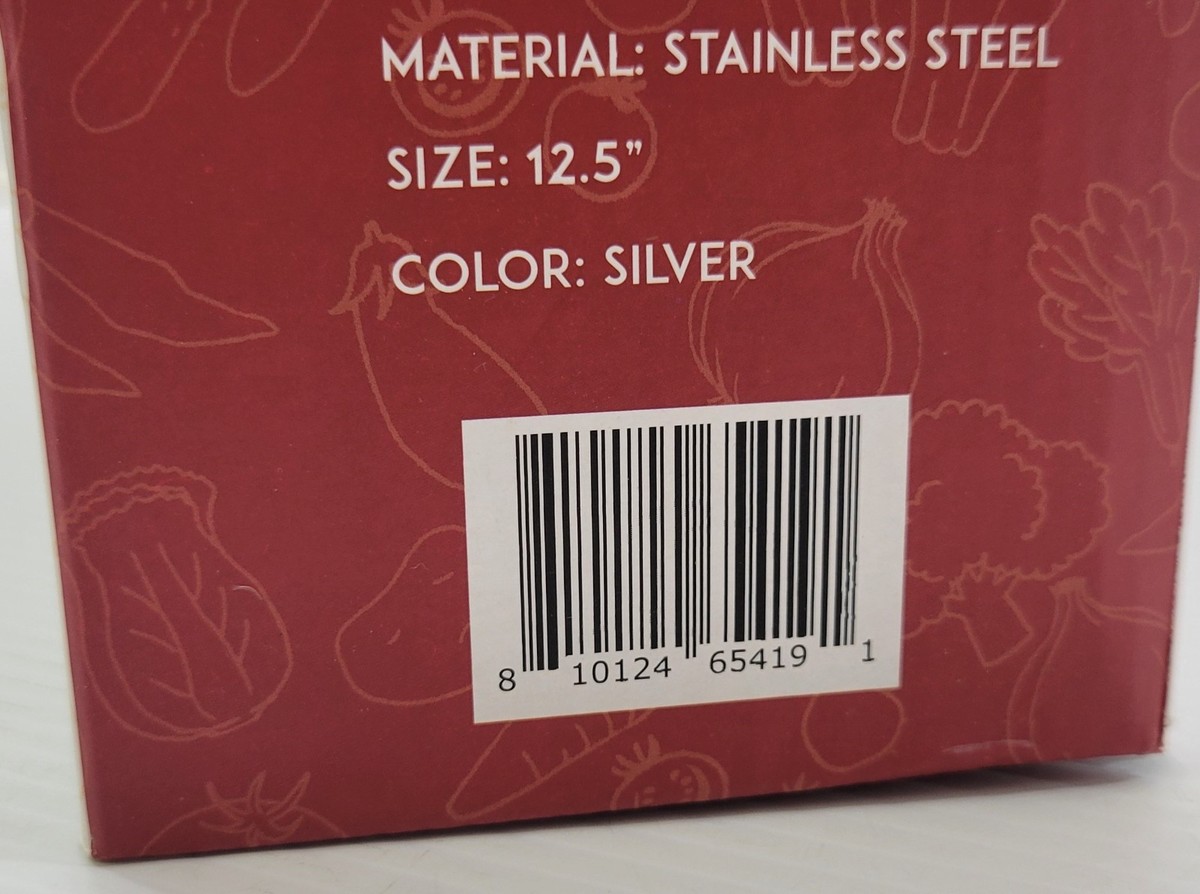 MATERIAL: STAINLESS STEEL
SIZE: 12.5”
COLOR: SILVER
8 10124 65419 1